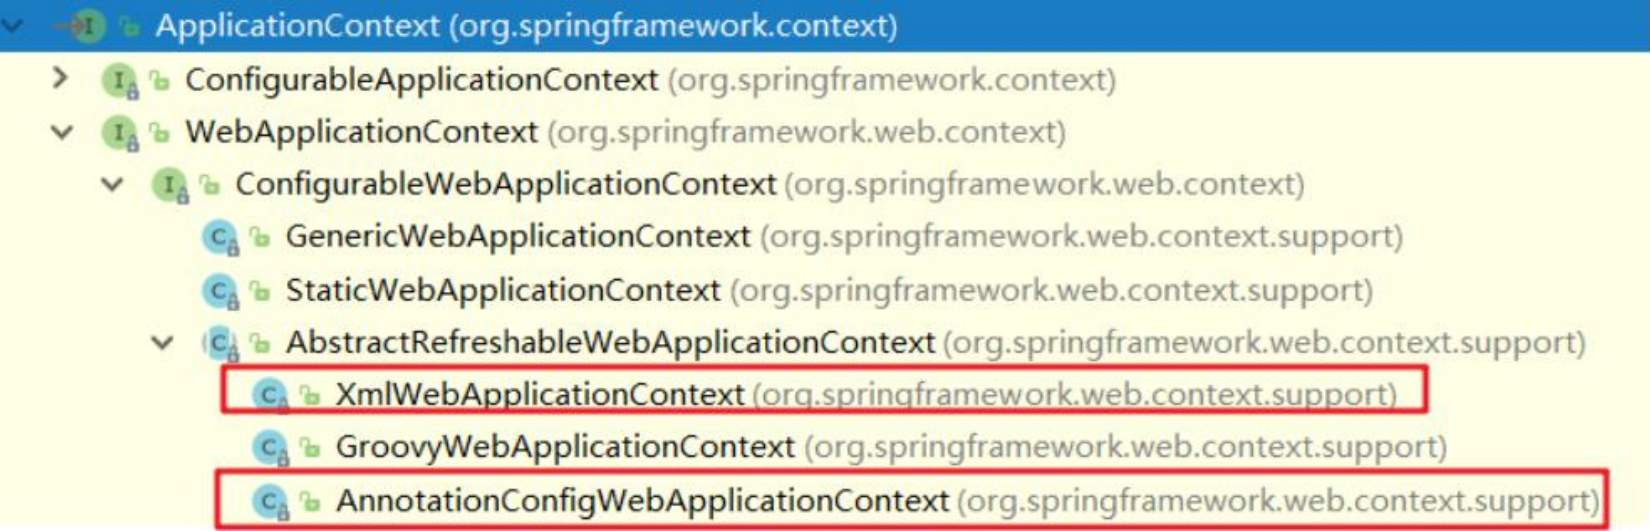 ApplicationContext (org.springframework.context)
ConfigurableApplicationContext (org.springframework.context)
WebApplicationContext (org.springframework.web.context)
ConfigurableWebApplicationContext (org.springframework.web.context)
GenericWebApplicationContext (org.springframework.web.context.support)
StaticWebApplicationContext (org.springframework.web.context.support)
AbstractRefreshableWebApplicationContext (org.springframework.web.context.support)
XmlWebApplicationContext (org.springframework.web.context.support)
GroovyWebApplicationContext (org.springframework.web.context.support)
AnnotationConfigWebApplicationContext (org.springframework.web.context.support)